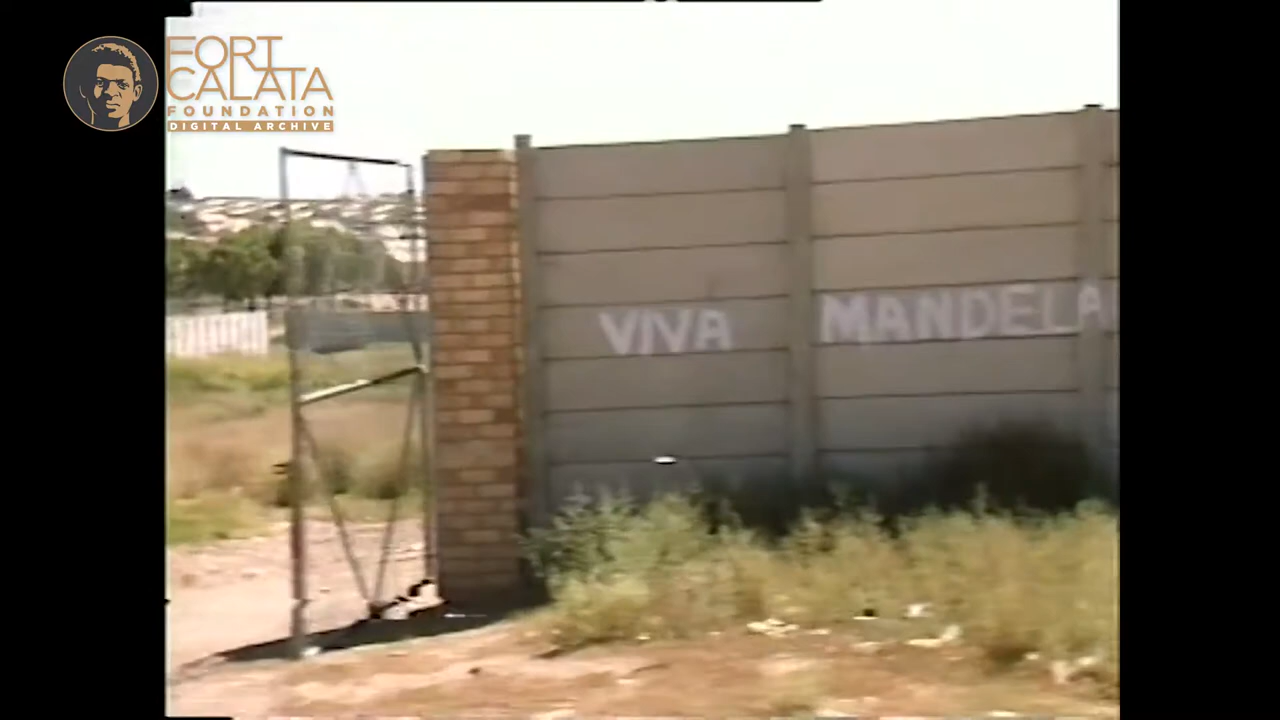 FORT
CALATA
FOUNDATION
DIGITAL ARCHIVE
VIVA MANDELA